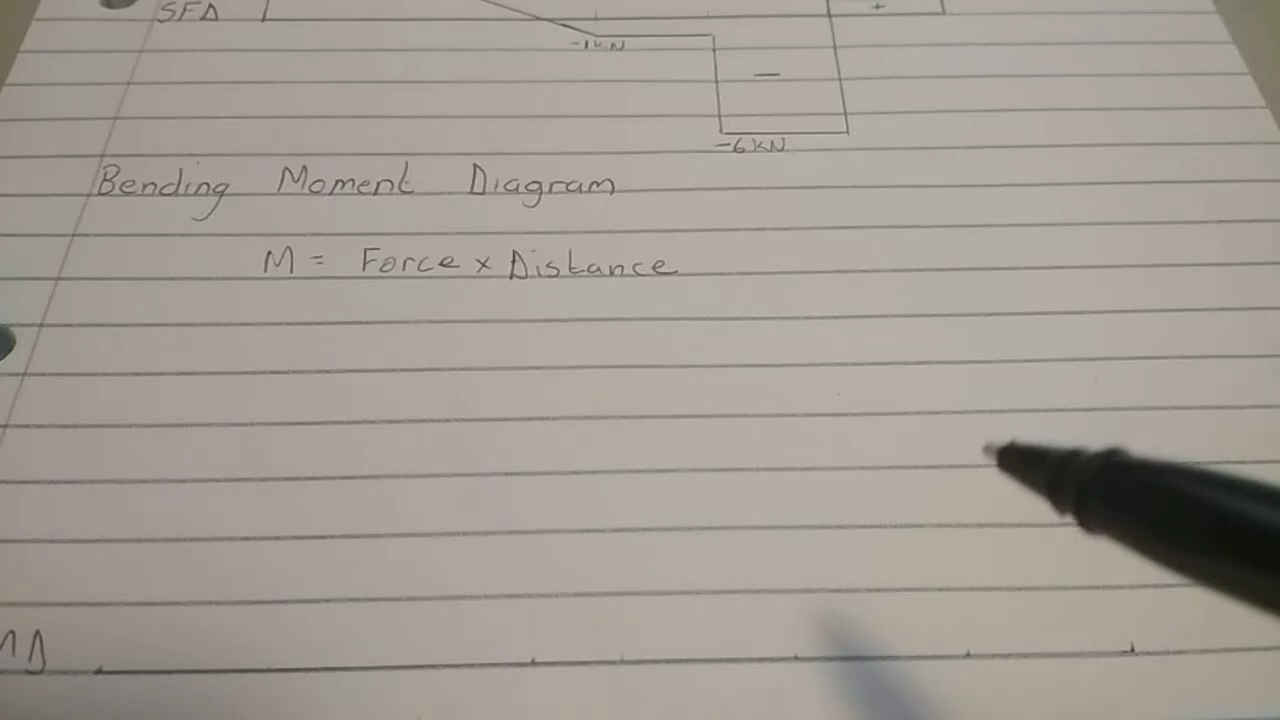 SFD
+
-1kN
—
-6kN
Bending Moment Diagram
M = Force x Distance